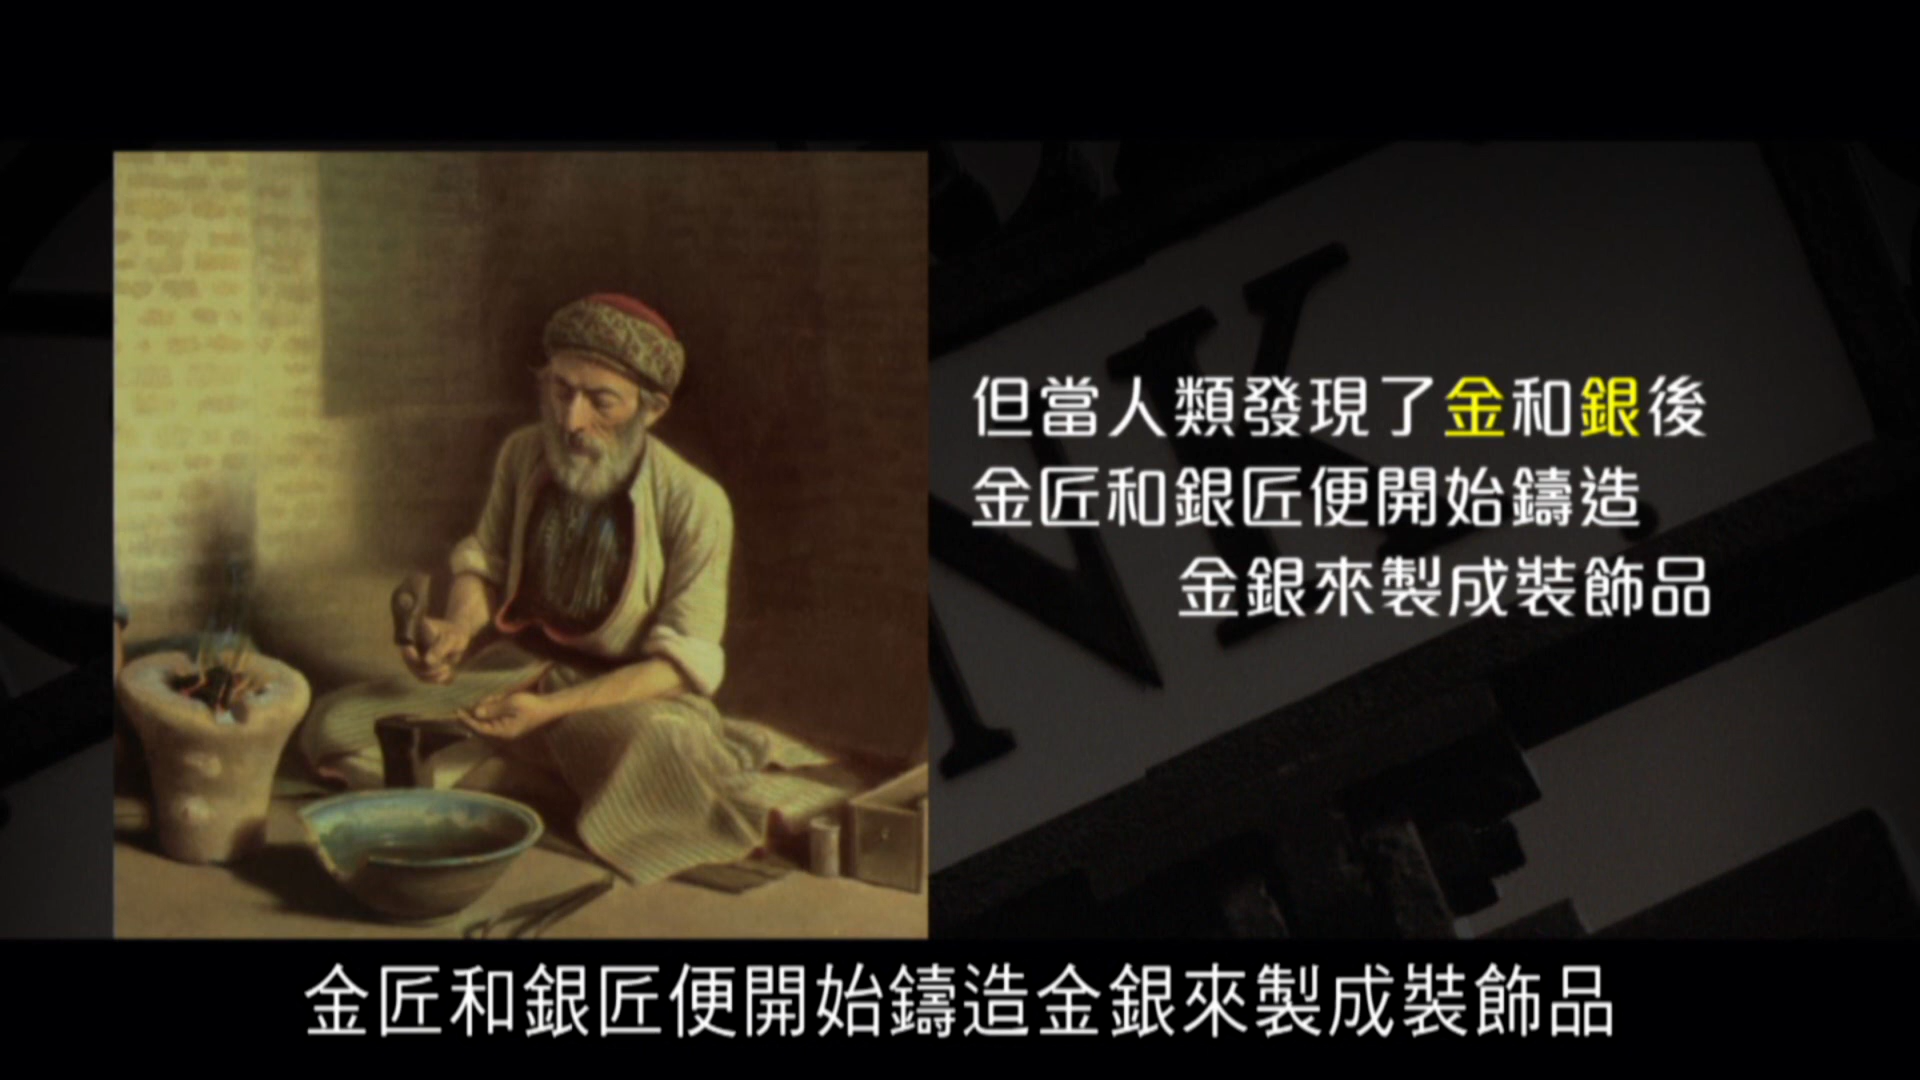 但當人類發現了金和銀後
金匠和銀匠便開始鑄造
金銀來製成裝飾品
NK
金匠和銀匠便開始鑄造金銀來製成裝飾品